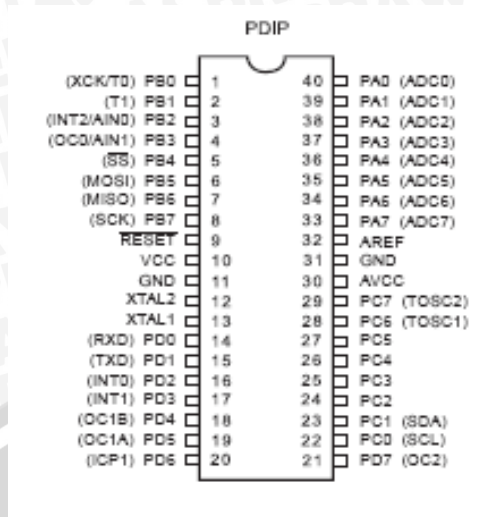 PDIP
(XCK/T0) PB0 1 40 PA0 (ADC0)
(T1) PB1 2 39 PA1 (ADC1)
(INT2/AIN0) PB2 3 38 PA2 (ADC2)
(OC0/AIN1) PB3 4 37 PA3 (ADC3)
(SS) PB4 5 36 PA4 (ADC4)
(MOSI) PB5 6 35 PA5 (ADC5)
(MISO) PB6 7 34 PA6 (ADC6)
(SCK) PB7 8 33 PA7 (ADC7)
RESET 9 32 AREF
VCC 10 31 GND
GND 11 30 AVCC
XTAL2 12 29 PC7 (TOSC2)
XTAL1 13 28 PC6 (TOSC1)
(RXD) PD0 14 27 PC5
(TXD) PD1 15 26 PC4
(INT0) PD2 16 25 PC3
(INT1) PD3 17 24 PC2
(OC1B) PD4 18 23 PC1 (SDA)
(OC1A) PD5 19 22 PC0 (SCL)
(ICP1) PD6 20 21 PD7 (OC2)